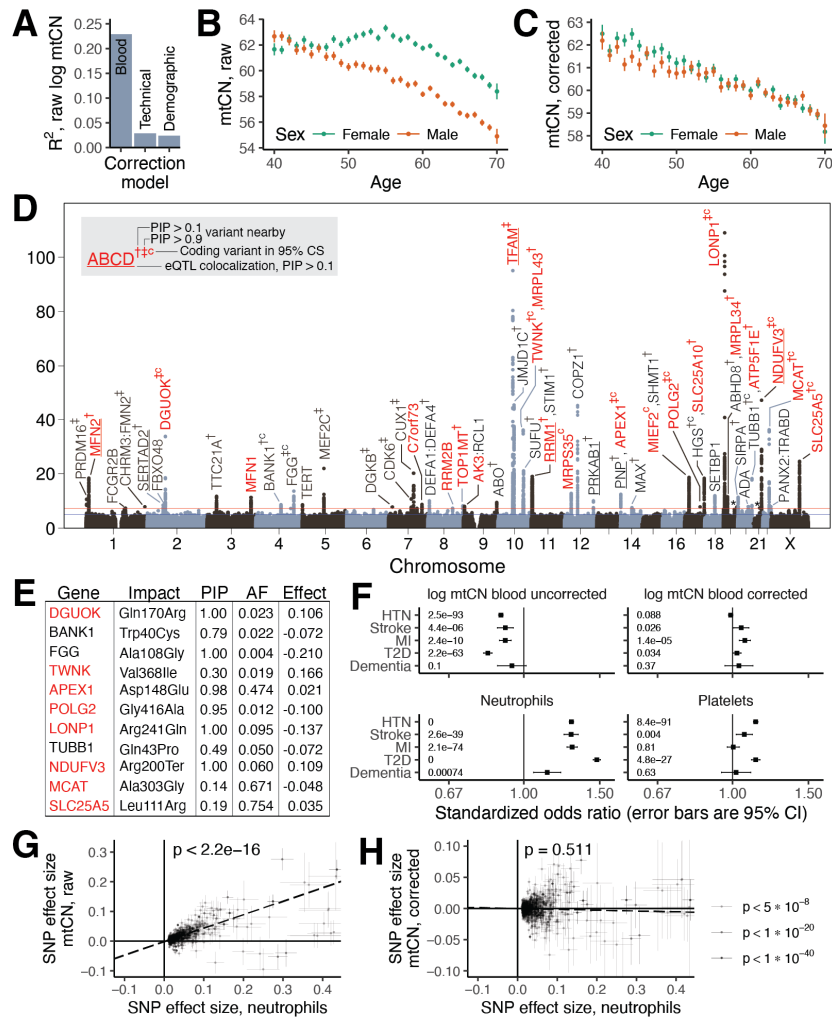 A
R², raw log mtCN
0.25
0.20
0.15
0.10
0.05
0.00
Blood
Technical
Demographic
Correction
model
B
mtCN, raw
64
62
60
58
56
54
Sex Female Male
40 50 60 70
Age
C
mtCN, corrected
63
62
61
60
59
58
Sex Female Male
40 50 60 70
Age
D
PIP > 0.1 variant nearby
PIP > 0.9
Coding variant in 95% CS
eQTL colocalization, PIP > 0.1
ABCD†‡c
100
80
60
40
20
0
PRDM16‡
MFN2†
FCGR2B
CHRM3:FMN2‡
SERTAD2†
FBXO48
DGUOK‡c
TTC21A†
MFN1
BANK1†c
FGG‡c
TERT
MEF2C‡
DGKB‡
CDK6‡
CUX1‡
C7orf73
DEFA1:DEFA4†
RRM2B
TOP1MT†
AK3:RCL1
ABO†
TFAM‡
JMJD1C†
TWNK†c,MRPL43†
SUFU†
RRM1†,STIM1†
MRPS35c
COPZ1†
PRKAB1†
PNP†,APEX1‡c
MAX†
MIEF2c,SHMT1†
POLG2‡c
HGS†c,SLC25A10†
SETBP1
LONP1‡c
ABHD8†,MRPL34†
ADA*,SIRPA†
TUBB1†c,ATP5F1E†
NDUFV3‡c
PANX2:TRABD
MCAT†c
SLC25A5†c
1 2 3 4 5 6 7 8 9 10 11 12 14 16 18 19 21 X
Chromosome
E
Gene Impact PIP AF Effect
DGUOK Gln170Arg 1.00 0.023 0.106
BANK1 Trp40Cys 0.79 0.022 -0.072
FGG Ala108Gly 1.00 0.004 -0.210
TWNK Val368Ile 0.30 0.019 0.166
APEX1 Asp148Glu 0.98 0.474 0.021
POLG2 Gly416Ala 0.95 0.012 -0.100
LONP1 Arg241Gln 1.00 0.095 -0.137
TUBB1 Gln43Pro 0.49 0.050 -0.072
NDUFV3 Arg200Ter 1.00 0.060 0.109
MCAT Ala303Gly 0.14 0.671 -0.048
SLC25A5 Leu111Arg 0.19 0.754 0.035
F
log mtCN blood uncorrected
HTN 2.5e−93
Stroke 4.4e−06
MI 2.4e−10
T2D 2.2e−63
Dementia 0.1
log mtCN blood corrected
0.088
0.026
1.4e−05
0.034
0.37
Neutrophils
HTN 0
Stroke 2.6e−39
MI 2.1e−74
T2D 0
Dementia 0.00074
Platelets
8.4e−91
0.004
0.81
4.8e−27
0.63
0.67 1.00 1.50
0.67 1.00 1.50
Standardized odds ratio (error bars are 95% CI)
G
p < 2.2e−16
SNP effect size
mtCN, raw
0.3
0.2
0.1
0.0
−0.1
−0.1 0.0 0.1 0.2 0.3 0.4
SNP effect size, neutrophils
H
p = 0.511
SNP effect size
mtCN, corrected
0.10
0.05
0.00
−0.05
−0.10
−0.1 0.0 0.1 0.2 0.3 0.4
SNP effect size, neutrophils
p < 5 * 10⁻⁸
p < 1 * 10⁻²⁰
p < 1 * 10⁻⁴⁰